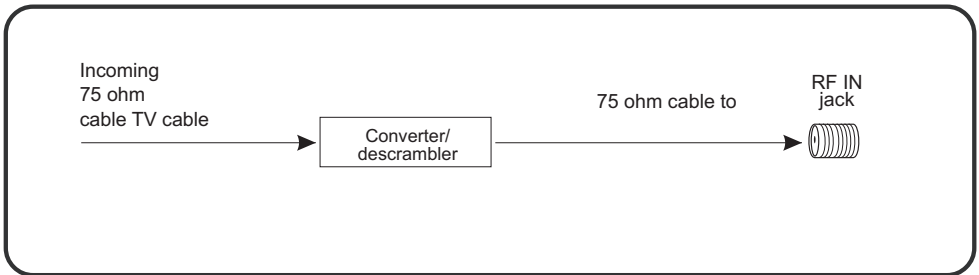 Incoming
75 ohm
cable TV cable
Converter/
descrambler
75 ohm cable to
RF IN
jack